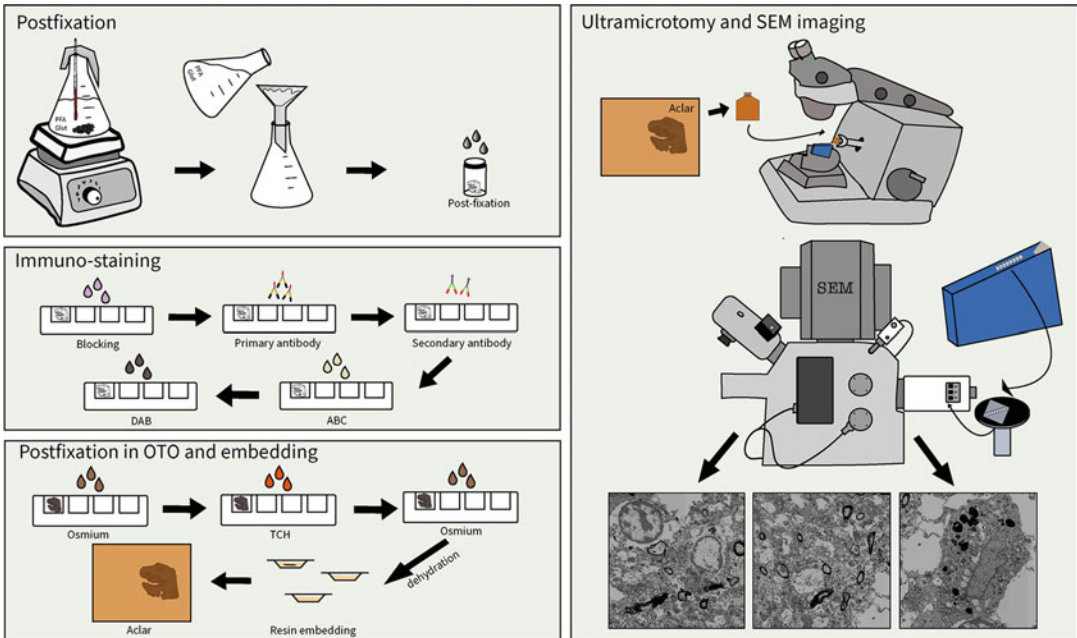 Postfixation
PFA
Glut
PFA
Glut
Post-fixation
Immuno-staining
Blocking
Primary antibody
Secondary antibody
DAB
ABC
Postfixation in OTO and embedding
Osmium
TCH
Osmium
dehydration
Aclar
Resin embedding
Ultramicrotomy and SEM imaging
Aclar
SEM